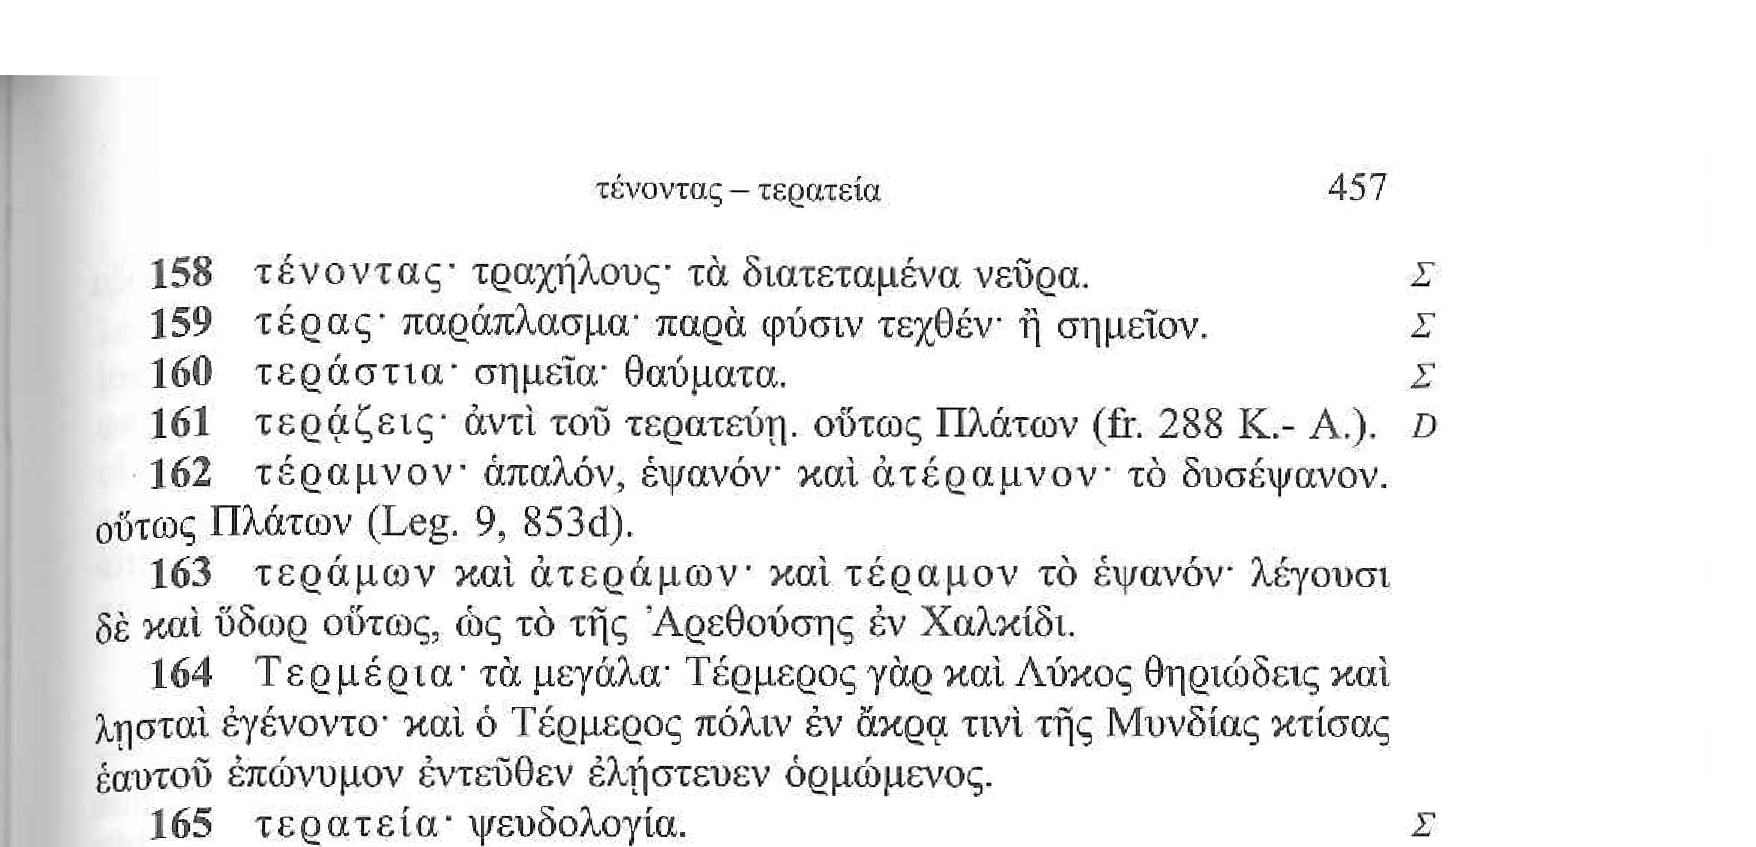 τένοντας – τερατεία 457
158 τένοντας· τραχήλους· τὰ διατεταμένα νεῦρα. Σ
159 τέρας· παράπλασμα· παρὰ φύσιν τεχθέν· ἢ σημεῖον. Σ
160 τεράστια· σημεῖα· θαύματα. Σ
161 τερᾴζεις· ἀντὶ τοῦ τερατεύῃ. οὕτως Πλάτων (fr. 288 K.- A.). D
162 τέραμνον· ἁπαλόν, ἑψανόν· καὶ ἀτέραμνον· τὸ δυσέψανον.
οὕτως Πλάτων (Leg. 9, 853d).
163 τεράμων καὶ ἀτεράμων· καὶ τέραμον τὸ ἑψανόν· λέγουσι
δὲ καὶ ὕδωρ οὕτως, ὡς τὸ τῆς Ἀρεθούσης ἐν Χαλκίδι.
164 Τερμέρια· τὰ μεγάλα· Τέρμερος γὰρ καὶ Λύκος θηριώδεις καὶ
λῃσταὶ ἐγένοντο· καὶ ὁ Τέρμερος πόλιν ἐν ἄκρᾳ τινὶ τῆς Μυνδίας κτίσας
ἑαυτοῦ ἐπώνυμον ἐντεῦθεν ἐλῄστευεν ὁρμώμενος.
165 τερατεία· ψευδολογία. Σ